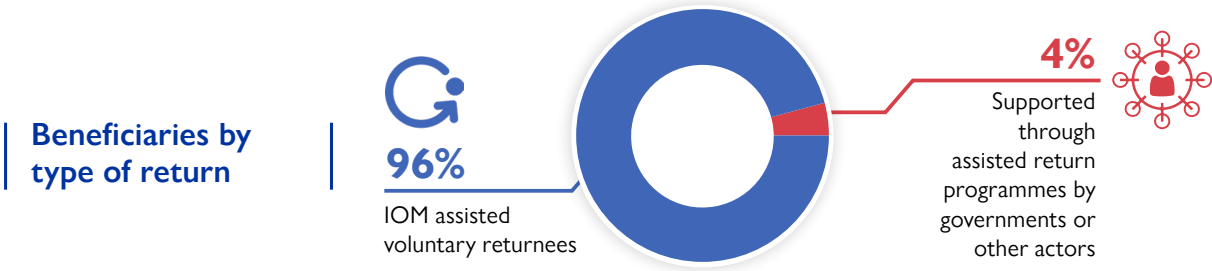 Beneficiaries by
type of return
96%
IOM assisted
voluntary returnees
4%
Supported
through
assisted return
programmes by
governments or
other actors